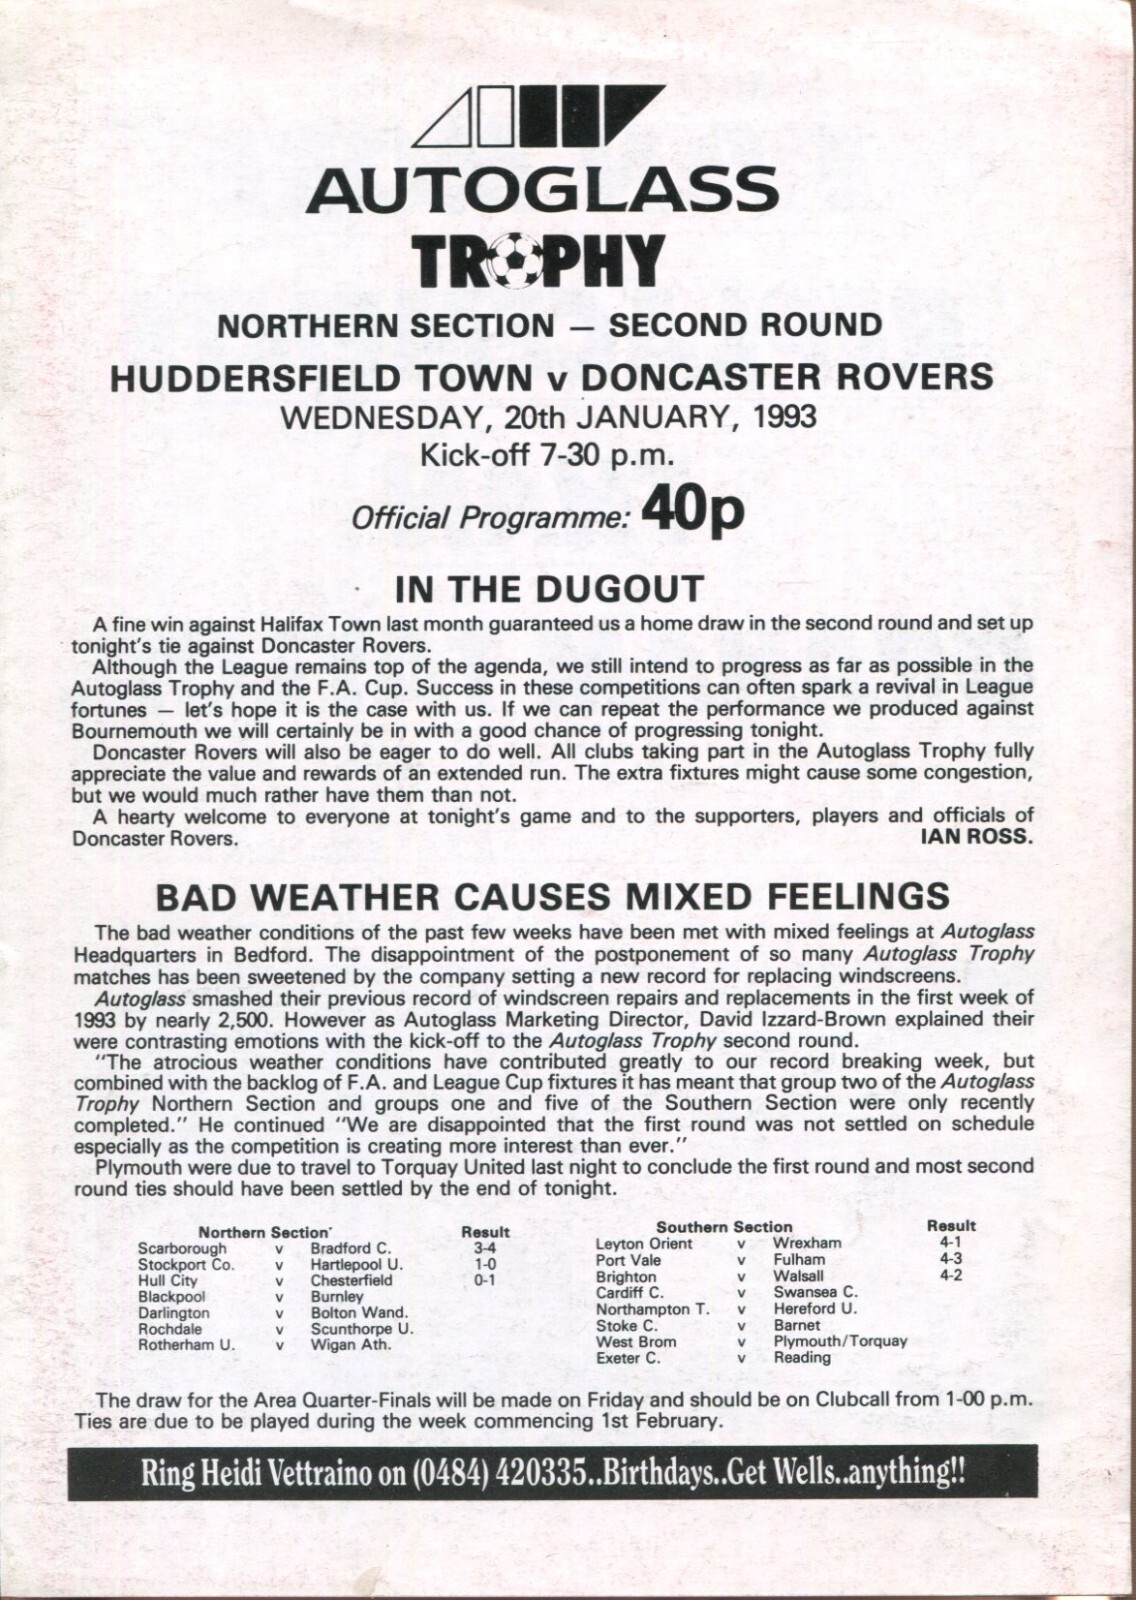 AUTOGLASS
TROPHY
NORTHERN SECTION — SECOND ROUND
HUDDERSFIELD TOWN v DONCASTER ROVERS
WEDNESDAY, 20th JANUARY, 1993
Kick-off 7-30 p.m.
Official Programme: 40p
IN THE DUGOUT
A fine win against Halifax Town last month guaranteed us a home draw in the second round and set up
tonight's tie against Doncaster Rovers.
Although the League remains top of the agenda, we still intend to progress as far as possible in the
Autoglass Trophy and the F.A. Cup. Success in these competitions can often spark a revival in League
fortunes — let's hope it is the case with us. If we can repeat the performance we produced against
Bournemouth we will certainly be in with a good chance of progressing tonight.
Doncaster Rovers will also be eager to do well. All clubs taking part in the Autoglass Trophy fully
appreciate the value and rewards of an extended run. The extra fixtures might cause some congestion,
but we would much rather have them than not.
A hearty welcome to everyone at tonight's game and to the supporters, players and officials of
Doncaster Rovers. IAN ROSS.
BAD WEATHER CAUSES MIXED FEELINGS
The bad weather conditions of the past few weeks have been met with mixed feelings at Autoglass
Headquarters in Bedford. The disappointment of the postponement of so many Autoglass Trophy
matches has been sweetened by the company setting a new record for replacing windscreens.
Autoglass smashed their previous record of windscreen repairs and replacements in the first week of
1993 by nearly 2,500. However as Autoglass Marketing Director, David Izzard-Brown explained their
were contrasting emotions with the kick-off to the Autoglass Trophy second round.
"The atrocious weather conditions have contributed greatly to our record breaking week, but
combined with the backlog of F.A. and League Cup fixtures it has meant that group two of the Autoglass
Trophy Northern Section and groups one and five of the Southern Section were only recently
completed." He continued "We are disappointed that the first round was not settled on schedule
especially as the competition is creating more interest than ever."
Plymouth were due to travel to Torquay United last night to conclude the first round and most second
round ties should have been settled by the end of tonight.
Northern Section Result
Scarborough v Bradford C. 3-4
Stockport Co. v Hartlepool U. 1-0
Hull City v Chesterfield 0-1
Blackpool v Burnley
Darlington v Bolton Wand.
Rochdale v Scunthorpe U.
Rotherham U. v Wigan Ath.
Southern Section Result
Leyton Orient v Wrexham 4-1
Port Vale v Fulham 4-3
Brighton v Walsall 4-2
Cardiff C. v Swansea C.
Northampton T. v Hereford U.
Stoke C. v Barnet
West Brom v Plymouth/Torquay
Exeter C. v Reading
The draw for the Area Quarter-Finals will be made on Friday and should be on Clubcall from 1-00 p.m.
Ties are due to be played during the week commencing 1st February.
Ring Heidi Vettraino on (0484) 420335..Birthdays..Get Wells..anything!!